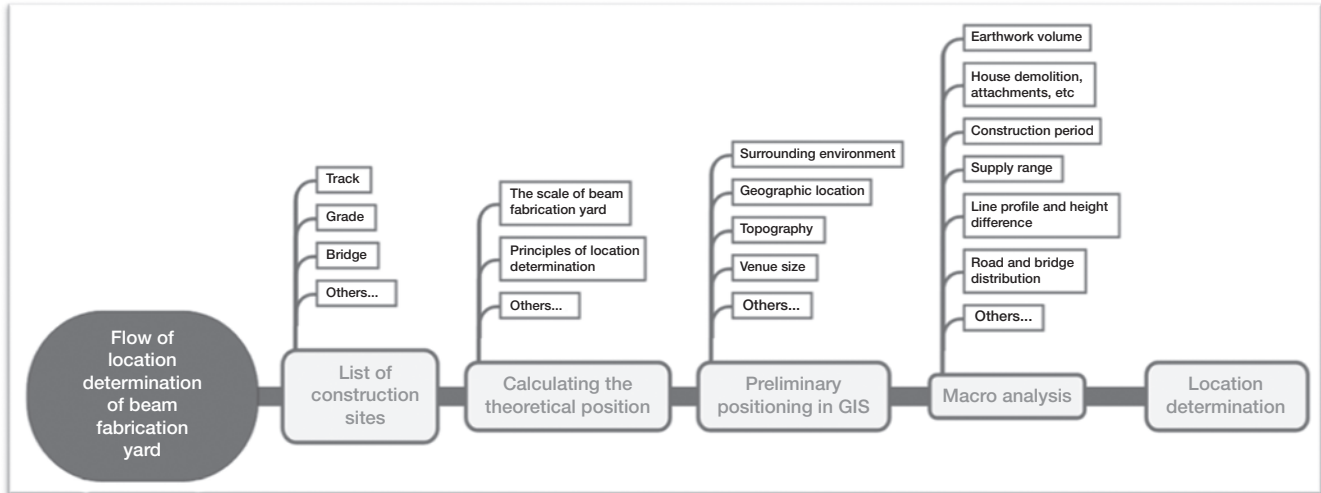 Flow of
location
determination
of beam
fabrication
yard
Track
Grade
Bridge
Others...
List of
construction
sites
The scale of beam
fabrication yard
Principles of location
determination
Others...
Calculating the
theoretical position
Surrounding environment
Geographic location
Topography
Venue size
Others...
Preliminary
positioning in GIS
Earthwork volume
House demolition,
attachments, etc
Construction period
Supply range
Line profile and height
difference
Road and bridge
distribution
Others...
Macro analysis
Location
determination